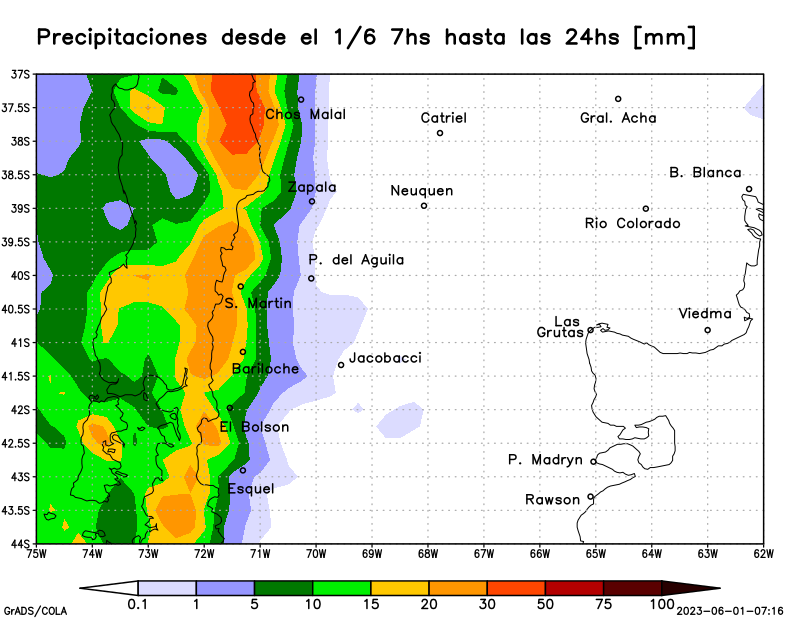 Precipitaciones desde el 1/6 7hs hasta las 24hs [mm]
37S
37.5S
Chos Malal
Catriel
Gral. Acha
38S
38.5S
B. Blanca
Zapala
Neuquen
39S
Rio Colorado
39.5S
P. del Aguila
40S
S. Martin
40.5S
Las
Grutas
Viedma
41S
Jacobacci
Bariloche
41.5S
42S
El Bolson
42.5S
P. Madryn
43S
Esquel
Rawson
43.5S
44S
75W 74W 73W 72W 71W 70W 69W 68W 67W 66W 65W 64W 63W 62W
0.1 1 5 10 15 20 30 50 75 100
GrADS/COLA
2023-06-01-07:16